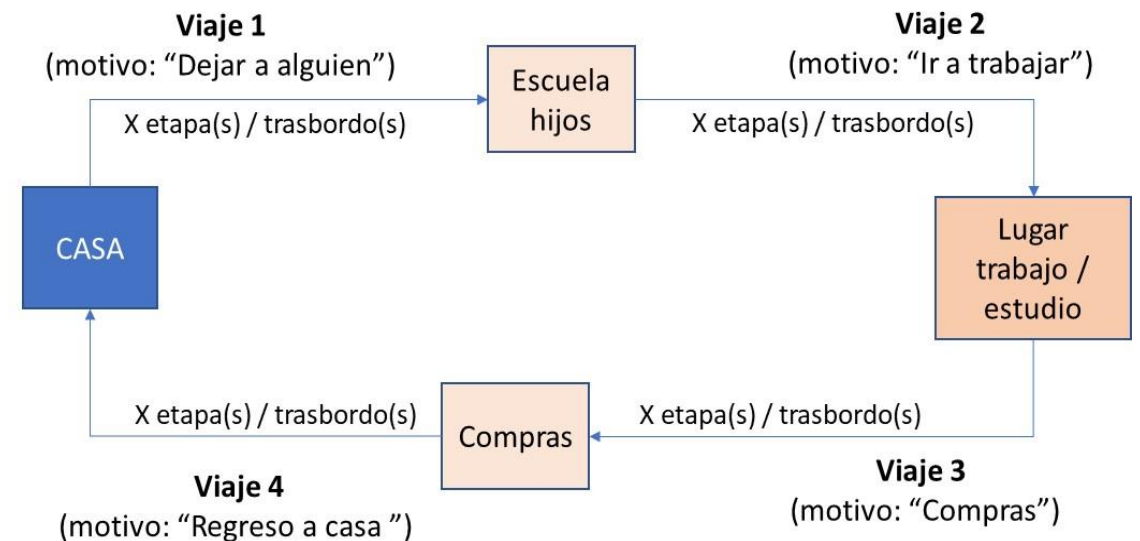 Viaje 1
(motivo: “Dejar a alguien”)
Viaje 2
(motivo: “Ir a trabajar”)
Escuela
hijos
X etapa(s) / trasbordo(s)
X etapa(s) / trasbordo(s)
CASA
Lugar
trabajo /
estudio
X etapa(s) / trasbordo(s)
Compras
X etapa(s) / trasbordo(s)
Viaje 4
(motivo: “Regreso a casa ”)
Viaje 3
(motivo: “Compras”)